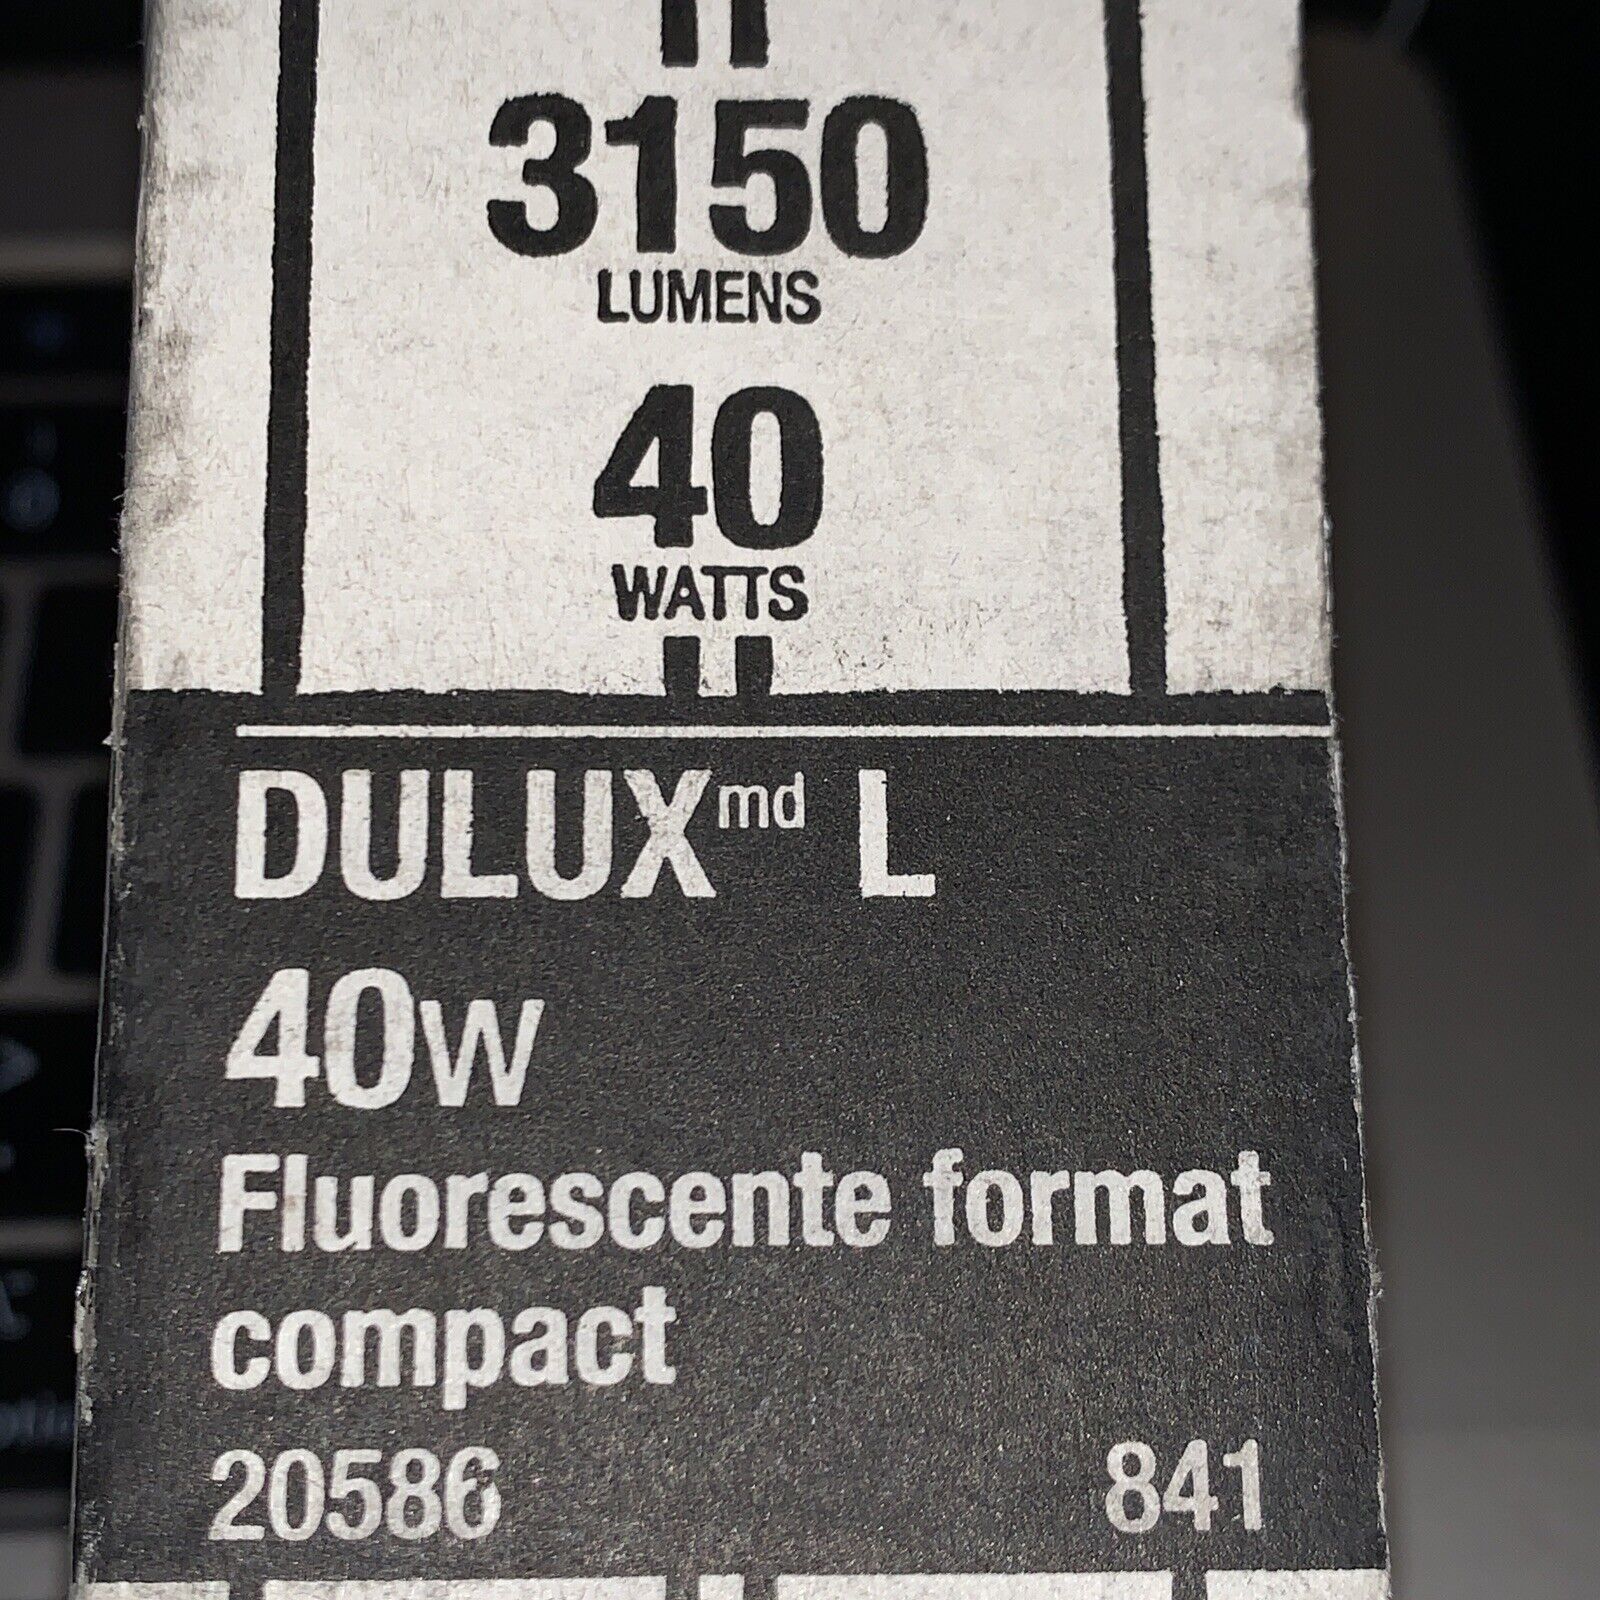 3150
LUMENS
40
WATTS
DULUXmd L
40W
Fluorescente format
compact
20586 841